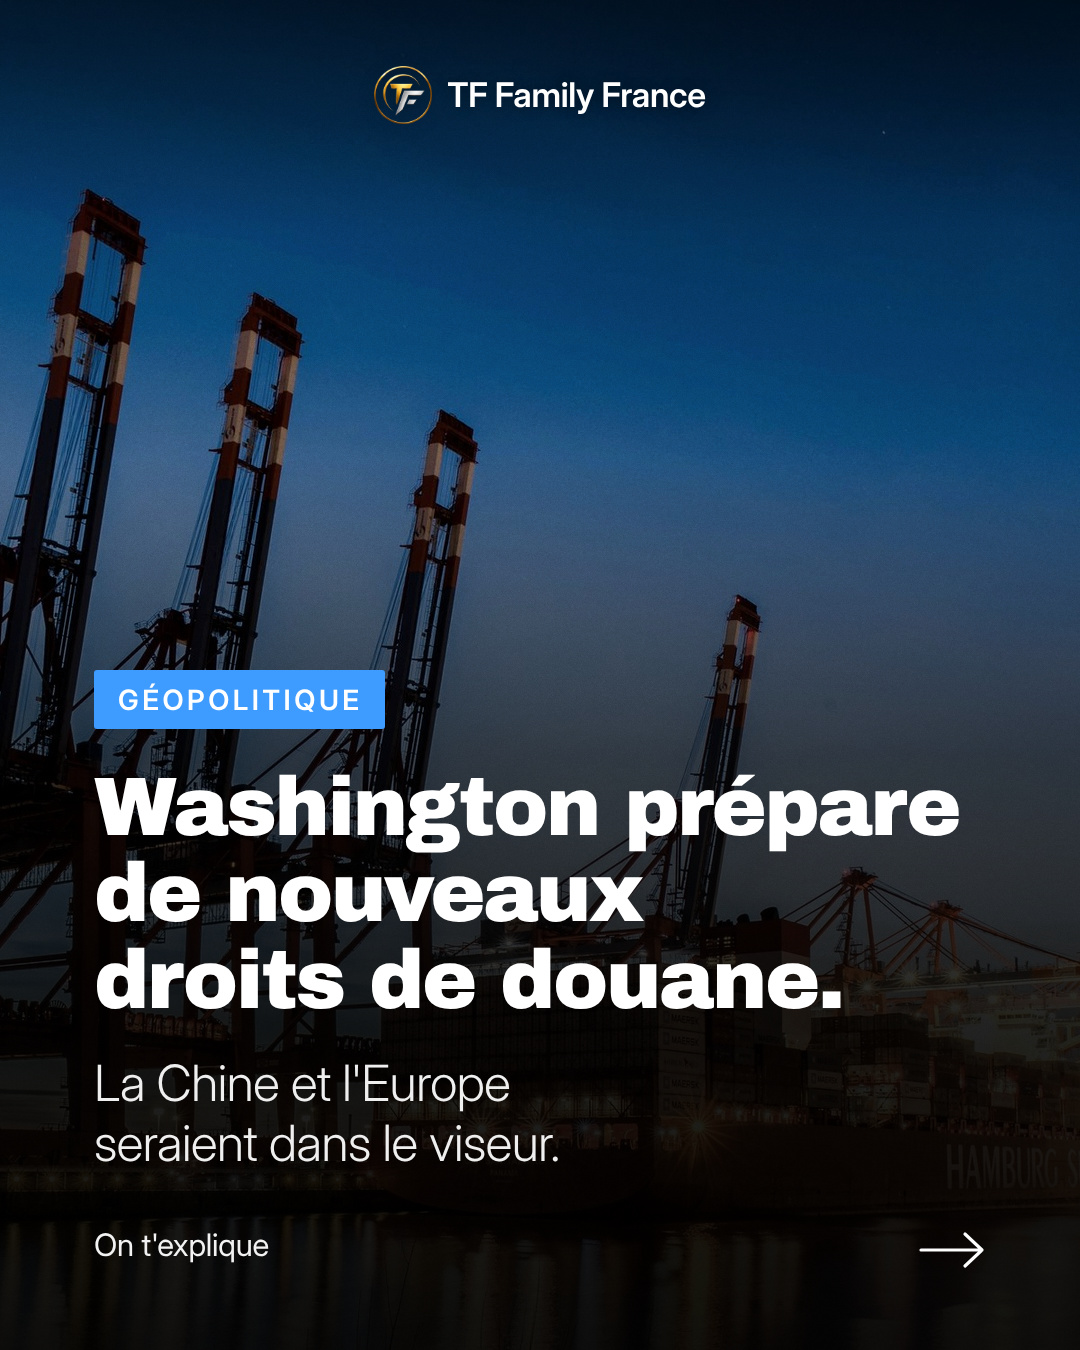 TF Family France
GÉOPOLITIQUE
Washington prépare
de nouveaux
droits de douane.
La Chine et l'Europe
seraient dans le viseur.
HAMBURG S
On t'explique